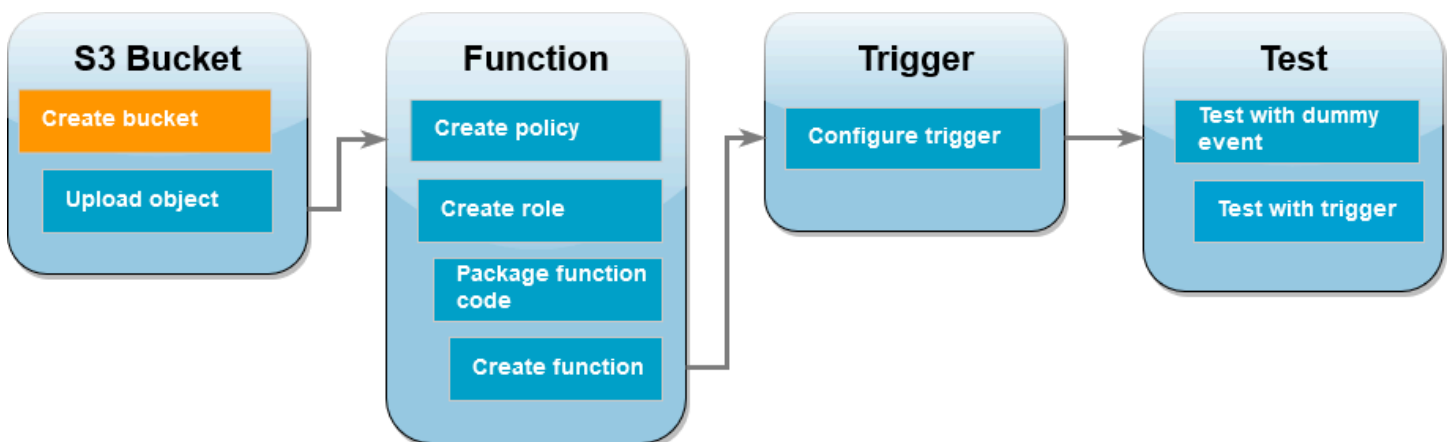 S3 Bucket
Create bucket
Upload object
Function
Create policy
Create role
Package function
code
Create function
Trigger
Configure trigger
Test
Test with dummy
event
Test with trigger